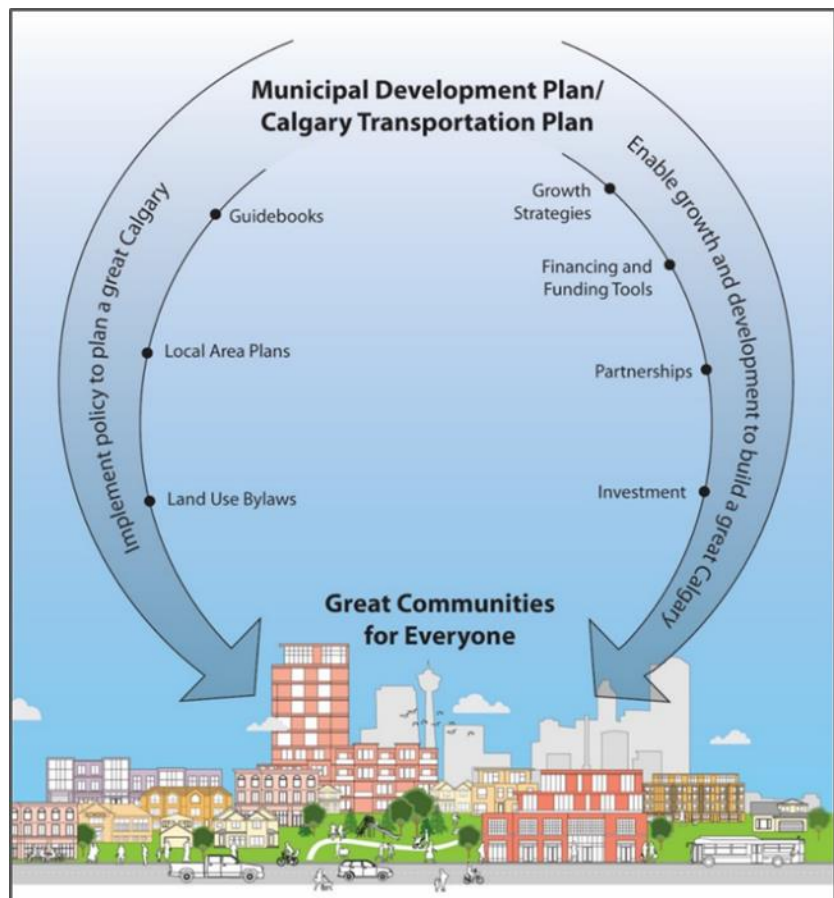 Municipal Development Plan/
Calgary Transportation Plan
Implement policy to plan a great Calgary
Guidebooks
Local Area Plans
Land Use Bylaws
Enable growth and development to build a great Calgary
Growth
Strategies
Financing and
Funding Tools
Partnerships
Investment
Great Communities
for Everyone